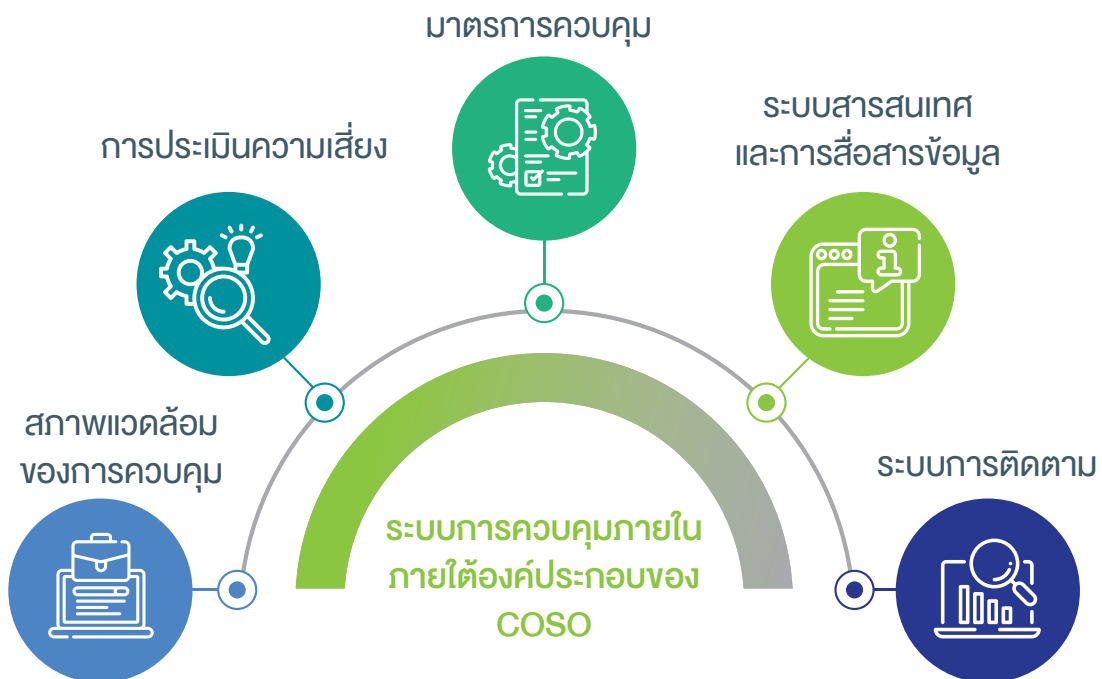 มาตรการควบคุม
ระบบสารสนเทศ
และการสื่อสารข้อมูล
การประเมินความเสี่ยง
สภาพแวดล้อม
ของการควบคุม
ระบบการติดตาม
ระบบการควบคุมภายใน
ภายใต้องค์ประกอบของ
COSO